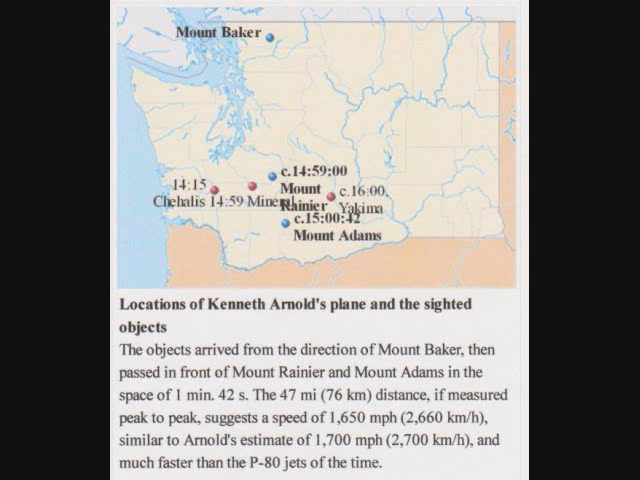 Mount Baker
c.14:59:00
14:15
Mount
c.16:00
Chehalis 14:59 Mineral
Rainier
Yakima
c.15:00:42
Mount Adams
Locations of Kenneth Arnold's plane and the sighted
objects
The objects arrived from the direction of Mount Baker, then
passed in front of Mount Rainier and Mount Adams in the
space of 1 min. 42 s. The 47 mi (76 km) distance, if measured
peak to peak, suggests a speed of 1,650 mph (2,660 km/h),
similar to Arnold's estimate of 1,700 mph (2,700 km/h), and
much faster than the P-80 jets of the time.